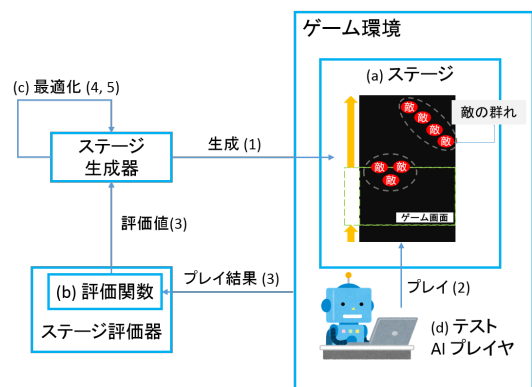 ゲーム環境
(a) ステージ
敵
敵
敵
敵
敵の群れ
敵
敵
敵
ゲーム画面
(c) 最適化 (4, 5)
ステージ
生成器
生成 (1)
評価値(3)
プレイ結果 (3)
(b) 評価関数
ステージ評価器
プレイ (2)
(d) テスト
AI プレイヤ